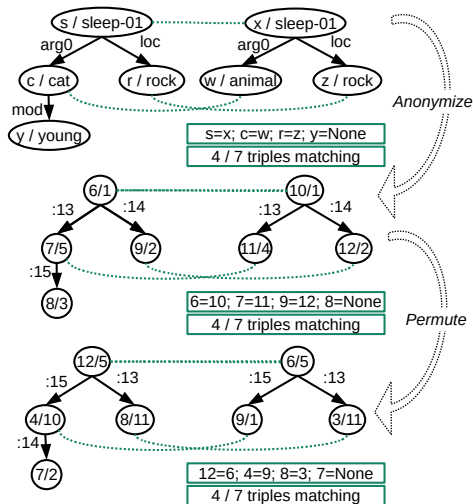 s / sleep-01 x / sleep-01
arg0 loc arg0 loc
c / cat r / rock w / animal z / rock
mod
y / young
Anonymize
s=x; c=w; r=z; y=None
4 / 7 triples matching
6/1 10/1
:13 :14 :13 :14
7/5 9/2 11/4 12/2
:15
8/3
6=10; 7=11; 9=12; 8=None
4 / 7 triples matching
Permute
12/5 6/5
:15 :13 :15 :13
4/10 8/11 9/1 3/11
:14
7/2
12=6; 4=9; 8=3; 7=None
4 / 7 triples matching